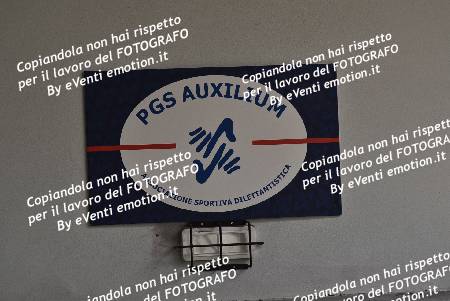 Copiandola non hai rispetto
per il lavoro del FOTOGRAFO
By eVenti emotion.it
Copiandola non hai rispetto
per il lavoro del FOTOGRAFO
By eVenti emotion.it
PGS AUXILIUM
ASSOCIAZIONE SPORTIVA DILETTANTISTICA
Copiandola non hai rispetto
per il lavoro del FOTOGRAFO
By eVenti emotion.it
Copiandola non hai rispetto
per il lavoro del FOTOGRAFO
By eVenti emotion.it
Copiandola non hai rispetto
per il lavoro del FOTOGRAFO
Copiandola non hai rispetto
per il lavoro del FOTOGRAFO